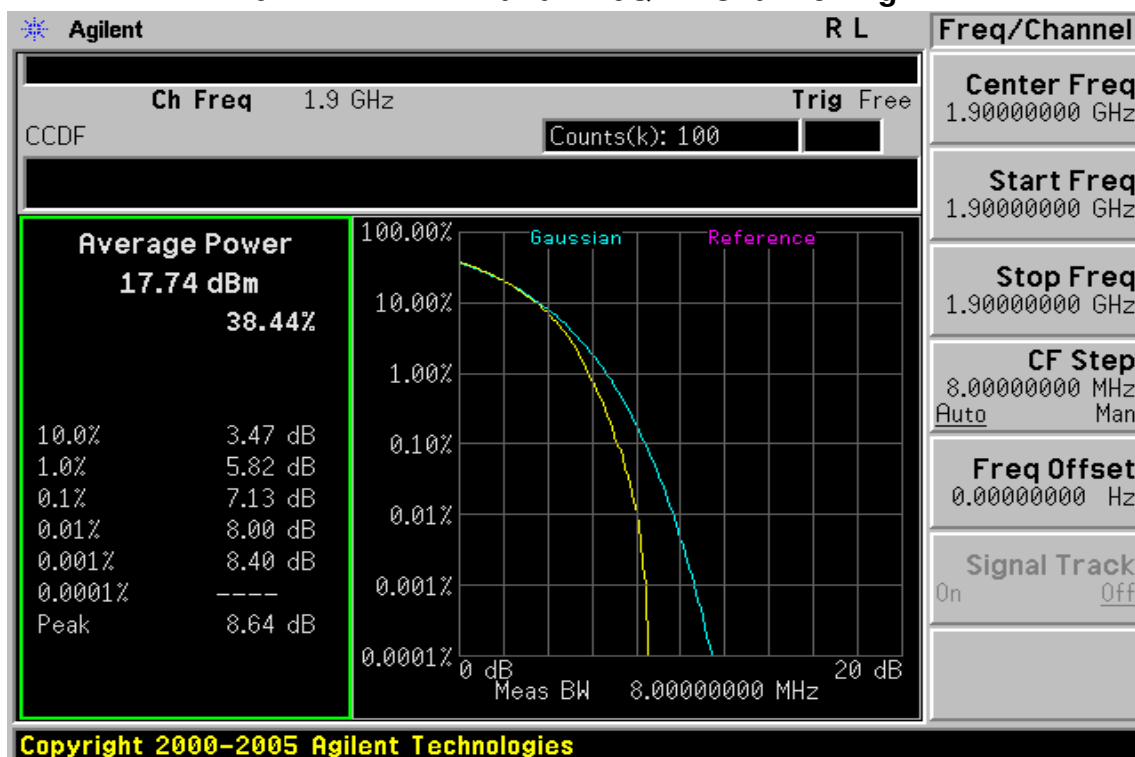 Agilent R L Freq/Channel
Ch Freq 1.9 GHz Trig Free
CCDF Counts(k): 100
Center Freq
1.90000000 GHz
Start Freq
1.90000000 GHz
Stop Freq
1.90000000 GHz
CF Step
8.00000000 MHz
Auto Man
Freq Offset
0.00000000 Hz
Signal Track
On Off
Average Power
17.74 dBm
38.44%
10.0% 3.47 dB
1.0% 5.82 dB
0.1% 7.13 dB
0.01% 8.00 dB
0.001% 8.40 dB
0.0001% ----
Peak 8.64 dB
Gaussian Reference
100.00%
10.00%
1.00%
0.10%
0.01%
0.001%
0.0001%
0 dB 20 dB
Meas BW 8.00000000 MHz
Copyright 2000-2005 Agilent Technologies